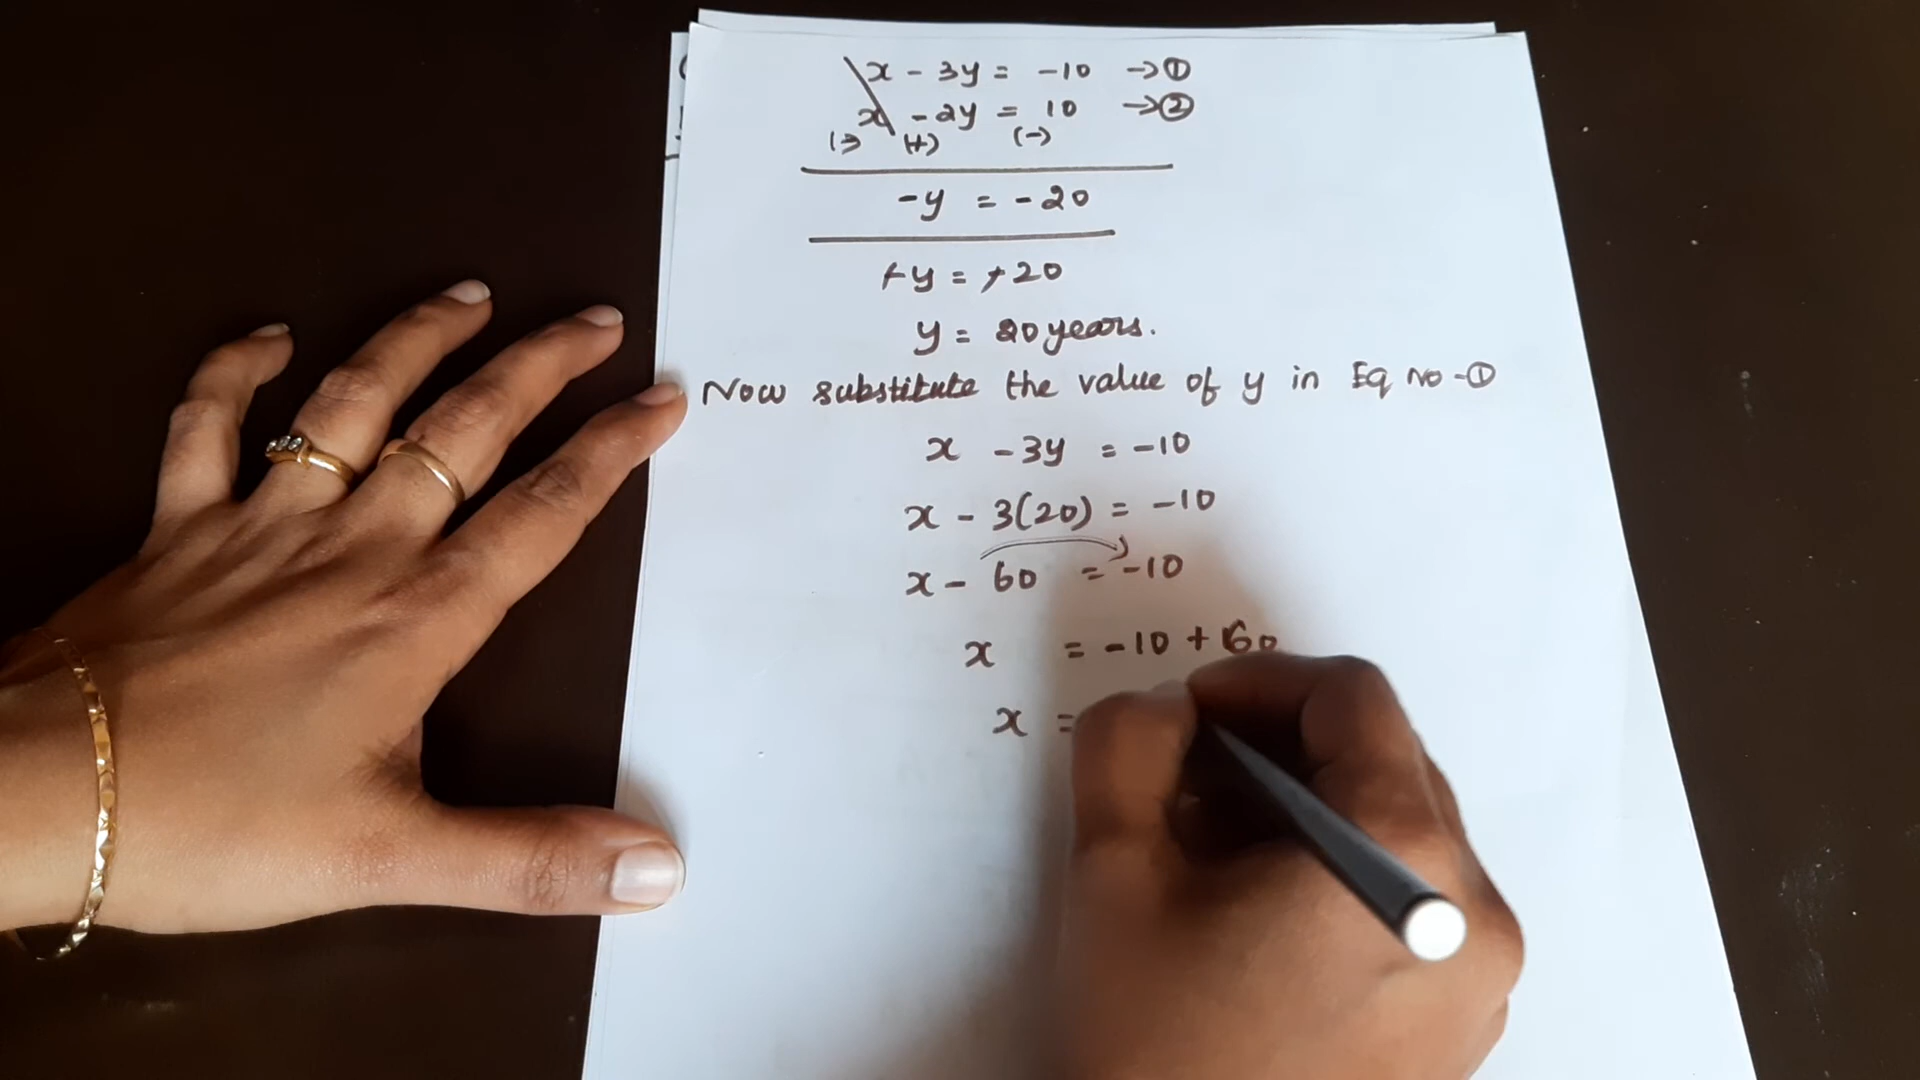 x - 3y = -10 →①
x - 2y = 10 →②
(-) (+) (-)
-y = -20
+y = +20
y = 20 years.
Now substitute the value of y in Eq no -①
x - 3y = -10
x - 3(20) = -10
x - 60 = -10
x = -10 + 60
x =